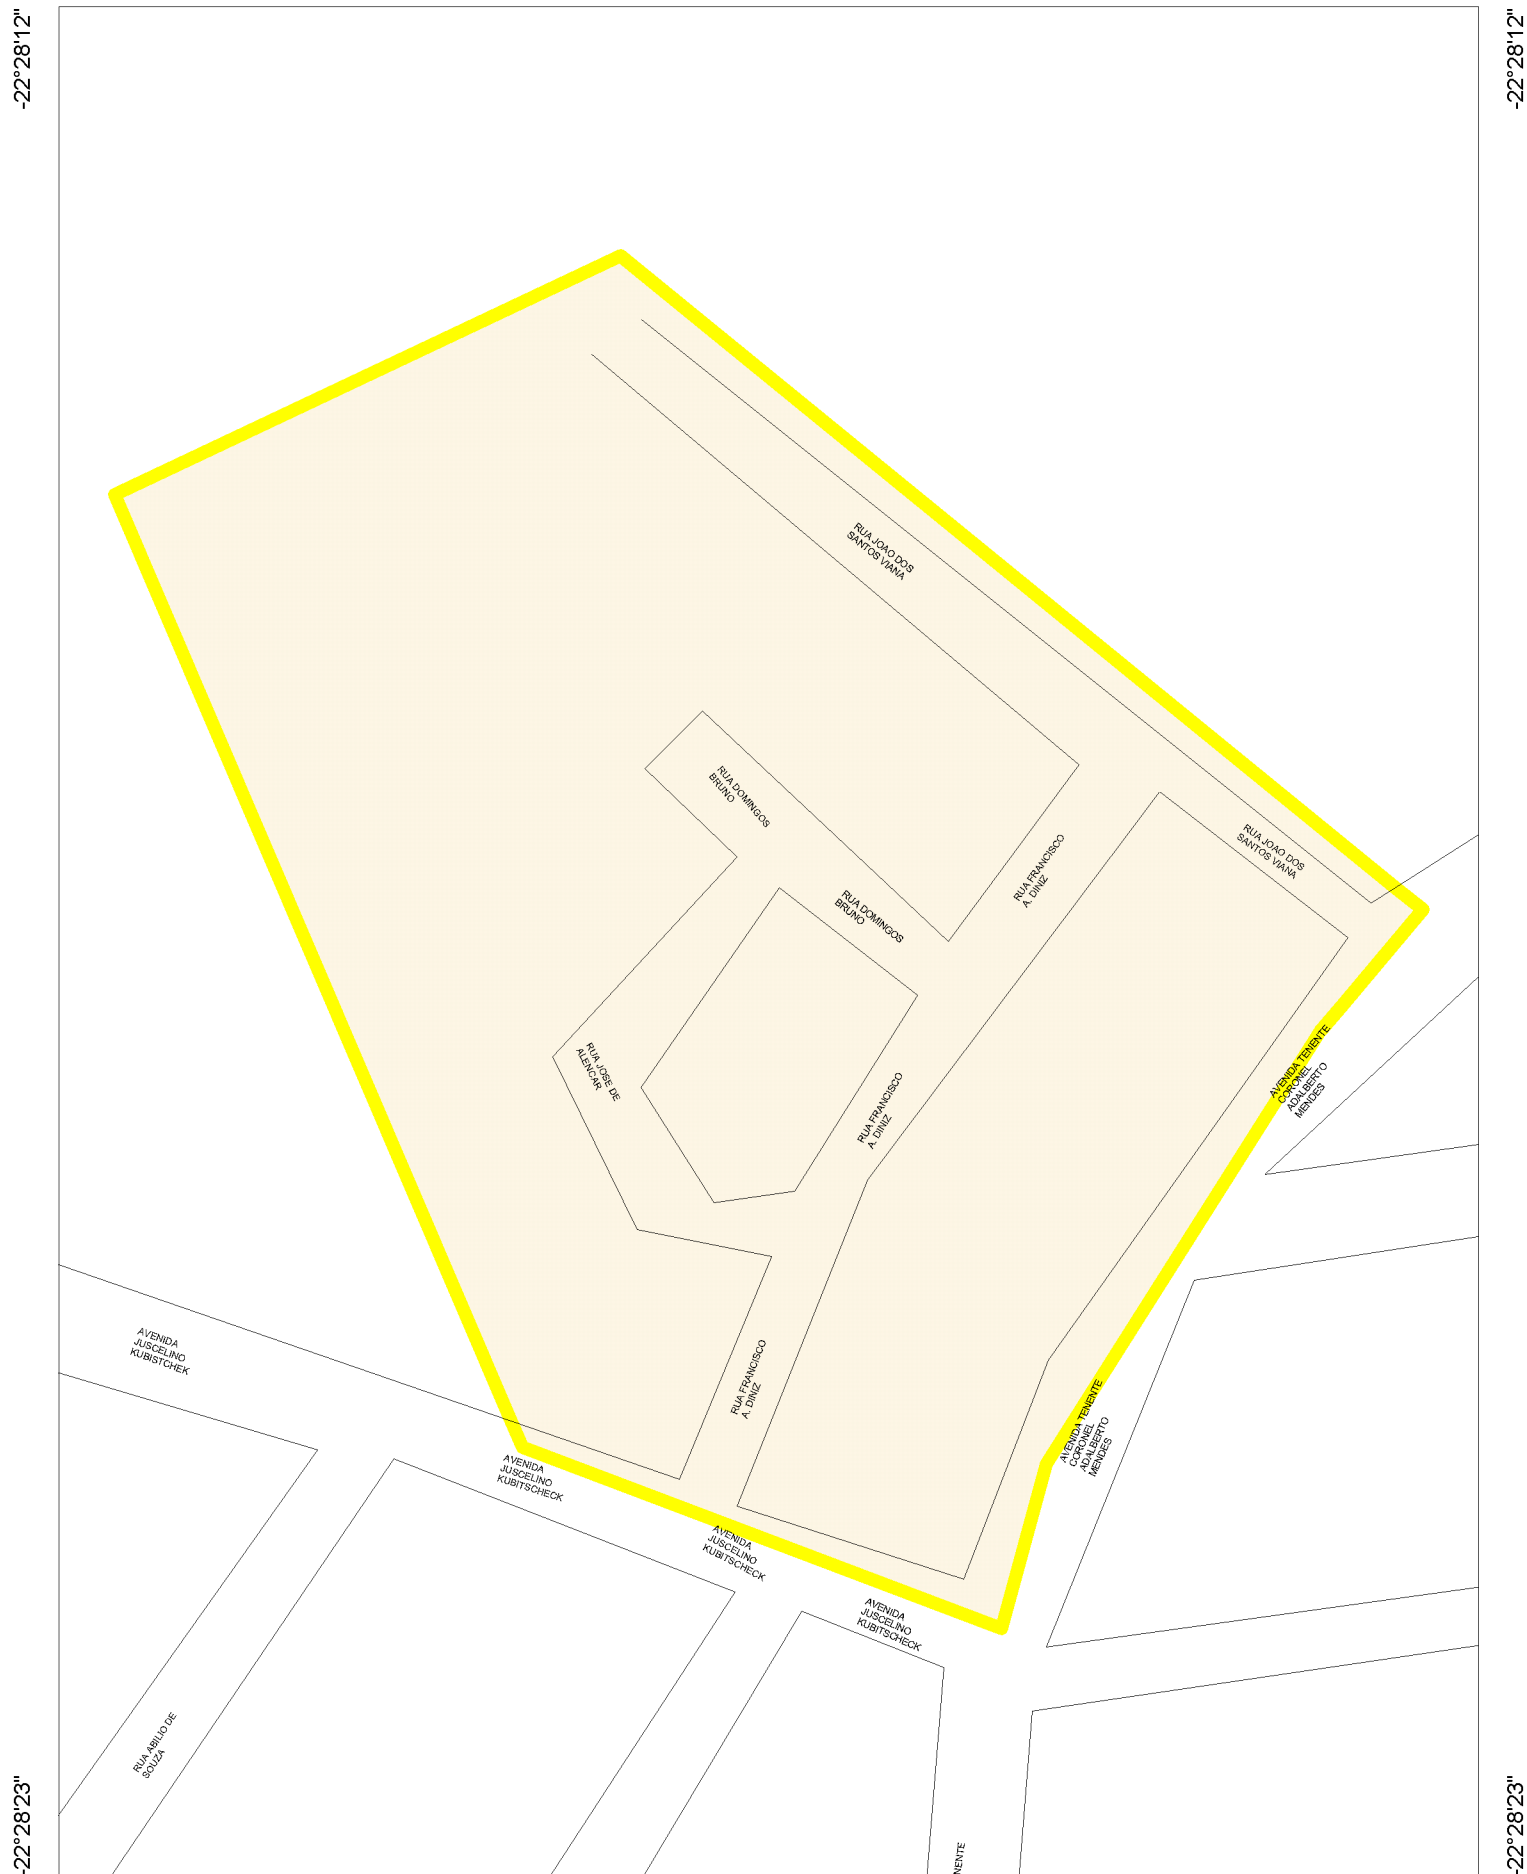 -22°28'12"
-22°28'12"
RUA JOAO DOS
SANTOS VIANA
RUA DOMINGOS
BRUNO
RUA JOAO DOS
SANTOS VIANA
RUA FRANCISCO
A. DINIZ
RUA DOMINGOS
BRUNO
RUA JOSE DE
ALENCAR
AVENIDA TENENTE
CORONEL
ADALBERTO
MENDES
RUA FRANCISCO
A. DINIZ
AVENIDA
JUSCELINO
KUBISTCHEK
RUA FRANCISCO
A. DINIZ
AVENIDA TENENTE
CORONEL
ADALBERTO
MENDES
AVENIDA
JUSCELINO
KUBITSCHECK
AVENIDA
JUSCELINO
KUBITSCHECK
AVENIDA
JUSCELINO
KUBITSCHECK
RUA ABILIO DE
SOUZA
-22°28'23"
NENTE
-22°28'23"